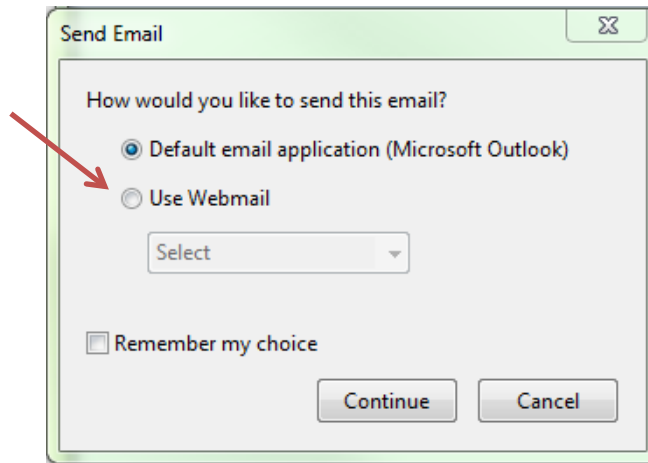 Send Email
How would you like to send this email?
Default email application (Microsoft Outlook)
Use Webmail
Select
Remember my choice
Continue Cancel